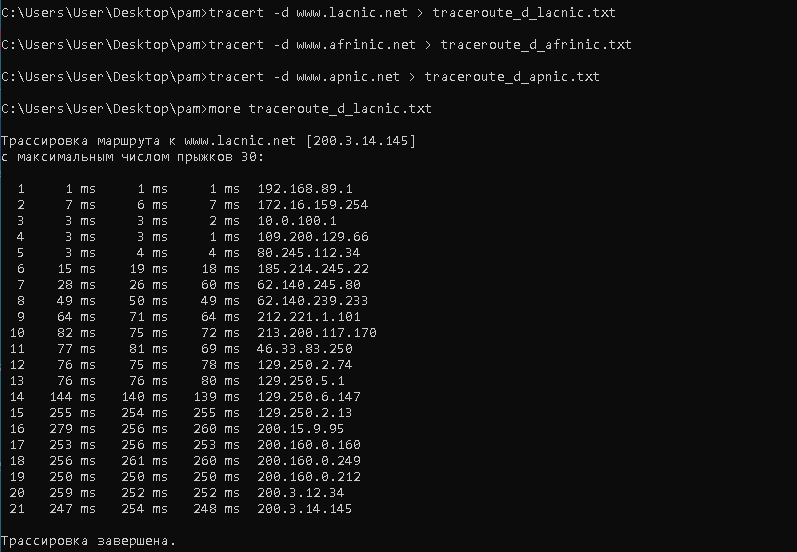 C:\Users\User\Desktop\pam>tracert -d www.lacnic.net > traceroute_d_lacnic.txt
C:\Users\User\Desktop\pam>tracert -d www.afrinic.net > traceroute_d_afrinic.txt
C:\Users\User\Desktop\pam>tracert -d www.apnic.net > traceroute_d_apnic.txt
C:\Users\User\Desktop\pam>more traceroute_d_lacnic.txt
Трассировка маршрута к www.lacnic.net [200.3.14.145]
с максимальным числом прыжков 30:
1 1 ms 1 ms 1 ms 192.168.89.1
2 7 ms 6 ms 7 ms 172.16.159.254
3 3 ms 3 ms 2 ms 10.0.100.1
4 3 ms 3 ms 1 ms 109.200.129.66
5 3 ms 4 ms 4 ms 80.245.112.34
6 15 ms 19 ms 18 ms 185.214.245.22
7 28 ms 26 ms 60 ms 62.140.245.80
8 49 ms 50 ms 49 ms 62.140.239.233
9 64 ms 71 ms 64 ms 212.221.1.101
10 82 ms 75 ms 72 ms 213.200.117.170
11 77 ms 81 ms 69 ms 46.33.83.250
12 76 ms 75 ms 78 ms 129.250.2.74
13 76 ms 76 ms 80 ms 129.250.5.1
14 144 ms 140 ms 139 ms 129.250.6.147
15 255 ms 254 ms 255 ms 129.250.2.13
16 279 ms 256 ms 260 ms 200.15.9.95
17 253 ms 256 ms 253 ms 200.160.0.160
18 256 ms 261 ms 260 ms 200.160.0.249
19 250 ms 250 ms 250 ms 200.160.0.212
20 259 ms 252 ms 252 ms 200.3.12.34
21 247 ms 254 ms 248 ms 200.3.14.145
Трассировка завершена.